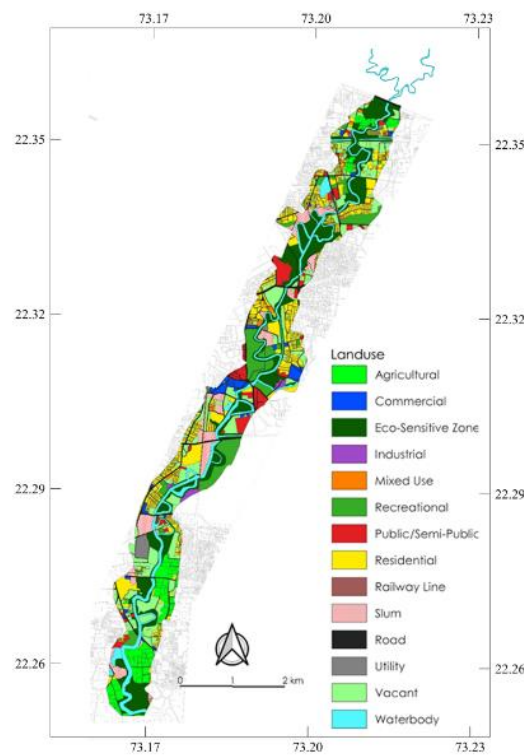 73.17 73.20 73.23
22.35 22.35
22.32 22.32
Landuse
Agricultural
Commercial
Eco-Sensitive Zone
Industrial
Mixed Use
Recreational
Public/Semi-Public
Residential
Railway Line
Slum
Road
Utility
Vacant
Waterbody
22.29 22.29
22.26 22.26
0 1 2 km
73.17 73.20 73.23